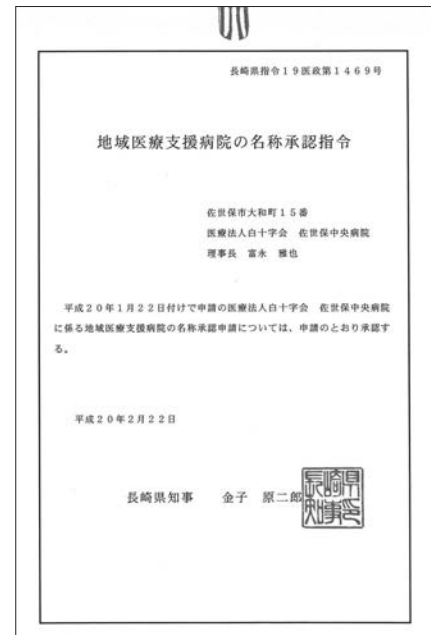 長崎県指令19医政第1469号
地域医療支援病院の名称承認指令
佐世保市大和町15番
医療法人白十字会 佐世保中央病院
理事長 富永 雅也
平成20年1月22日付けで申請の医療法人白十字会 佐世保中央病院
に係る地域医療支援病院の名称承認申請については、申請のとおり承認す
る。
平成20年2月22日
長崎県知事 金子 原二郎
長崎県知事印